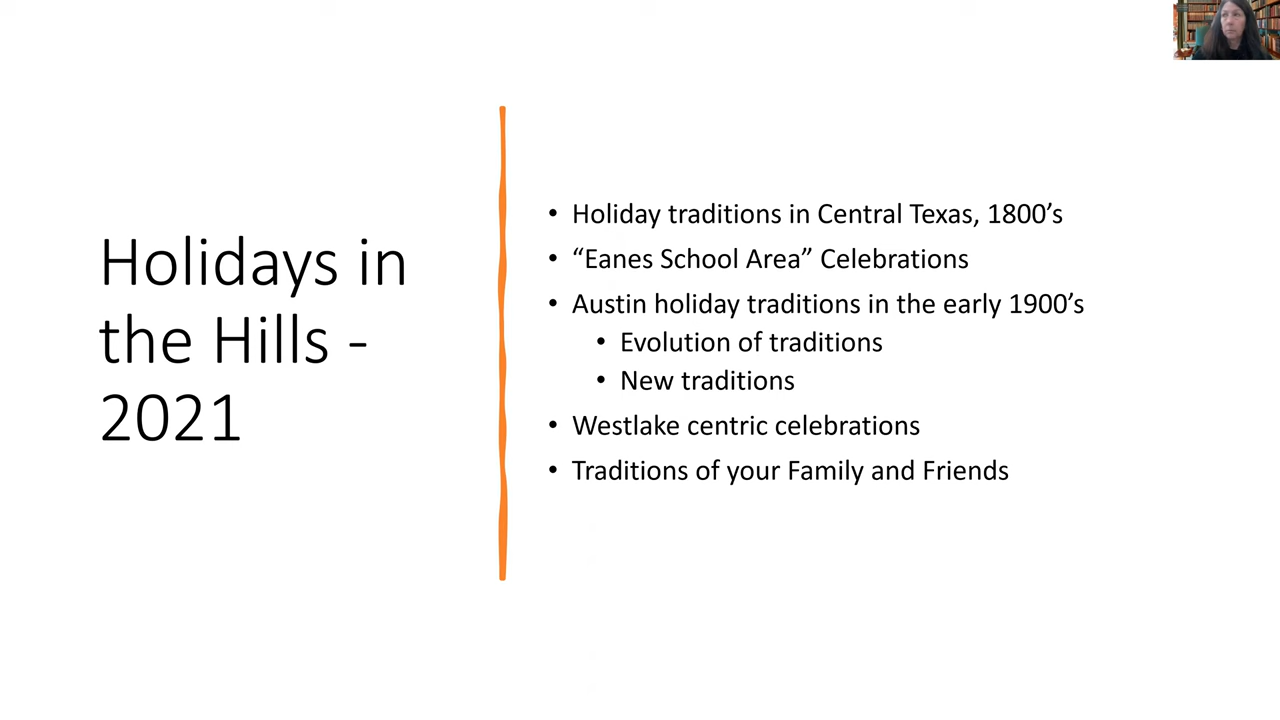 Holidays in
the Hills -
2021
• Holiday traditions in Central Texas, 1800’s
• “Eanes School Area” Celebrations
• Austin holiday traditions in the early 1900’s
• Evolution of traditions
• New traditions
• Westlake centric celebrations
• Traditions of your Family and Friends